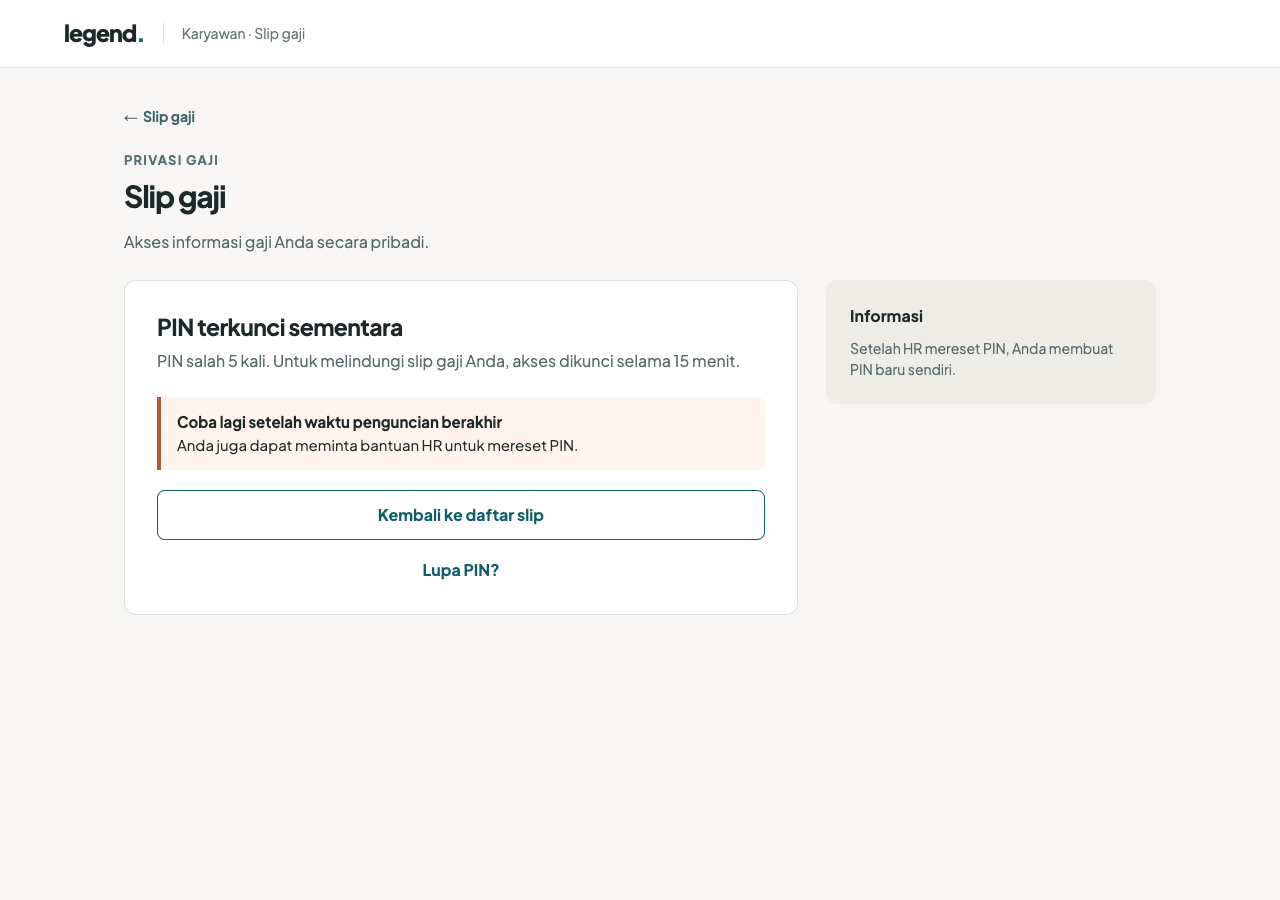 legend.
Karyawan · Slip gaji
← Slip gaji
PRIVASI GAJI
Slip gaji
Akses informasi gaji Anda secara pribadi.
PIN terkunci sementara
PIN salah 5 kali. Untuk melindungi slip gaji Anda, akses dikunci selama 15 menit.
Coba lagi setelah waktu penguncian berakhir
Anda juga dapat meminta bantuan HR untuk mereset PIN.
Kembali ke daftar slip
Lupa PIN?
Informasi
Setelah HR mereset PIN, Anda membuat
PIN baru sendiri.